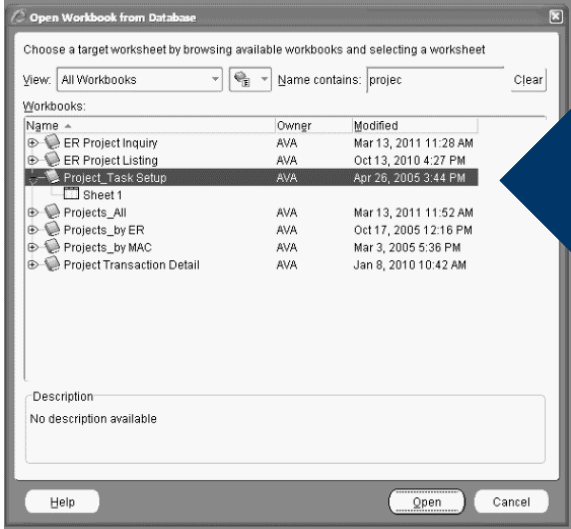 Open Workbook from Database
Choose a target worksheet by browsing available workbooks and selecting a worksheet
View: All Workbooks Name contains: projec Clear
Workbooks:
Name Owner Modified
ER Project Inquiry AVA Mar 13, 2011 11:28 AM
ER Project Listing AVA Oct 13, 2010 4:27 PM
Project_Task Setup AVA Apr 26, 2005 3:44 PM
Sheet 1
Projects_All AVA Mar 13, 2011 11:52 AM
Projects_by ER AVA Oct 17, 2005 12:16 PM
Projects_by MAC AVA Mar 3, 2005 5:36 PM
Project Transaction Detail AVA Jan 8, 2010 10:42 AM
Description
No description available
Help Open Cancel